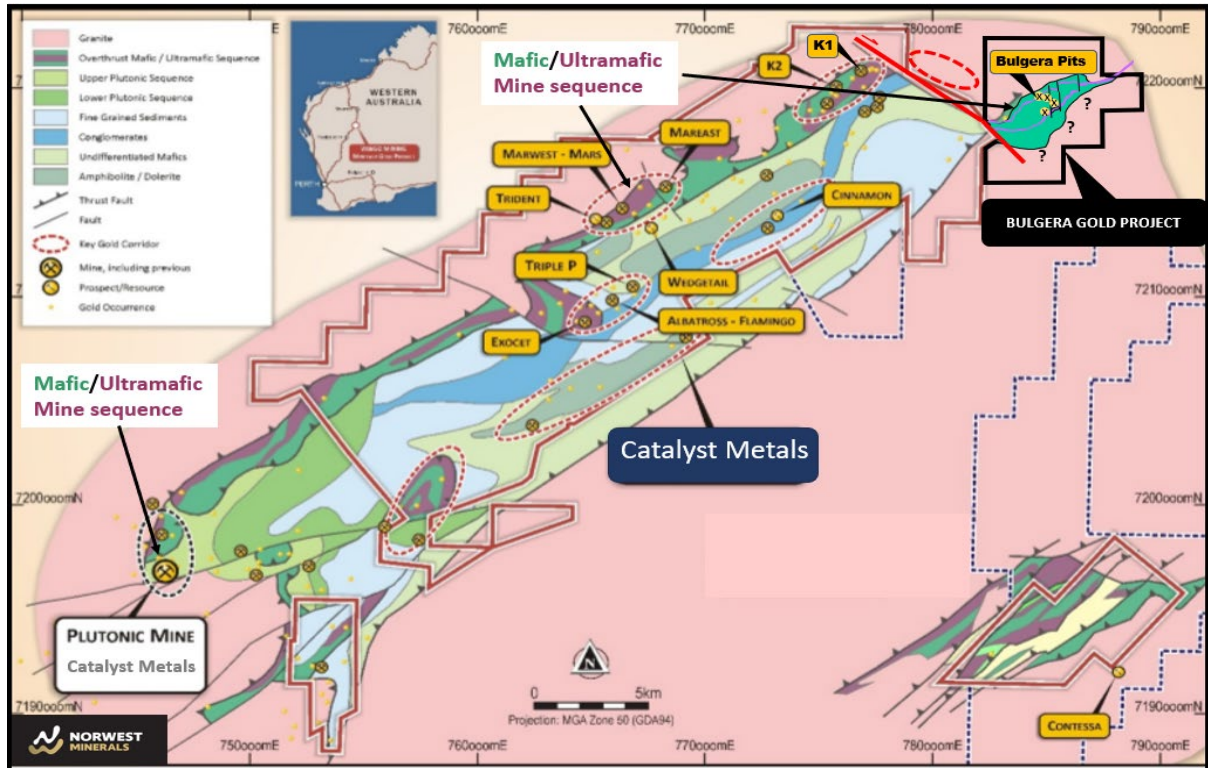 Granite
Overthrust Mafic / Ultramafic Sequence
Upper Plutonic Sequence
Lower Plutonic Sequence
Fine Grained Sediments
Conglomerates
Undifferentiated Mafics
Amphibolite / Dolerite
Thrust Fault
Fault
Key Gold Corridor
Mine, including previous
Prospect/Resource
Gold Occurrence
WESTERN
AUSTRALIA
PERTH
760000mE
770000mE
780000mE
790000mE
Mafic/Ultramafic
Mine sequence
K1
K2
Bulgera Pits
7220000mN
?
?
?
BULGERA GOLD PROJECT
MAREAST
MARWEST - MARS
TRIDENT
CINNAMON
TRIPLE P
WEDGETAIL
ALBATROSS - FLAMINGO
EXOCET
7210000mN
Mafic/Ultramafic
Mine sequence
Catalyst Metals
7200000mN
7200000mN
PLUTONIC MINE
Catalyst Metals
N
0 5km
Projection: MGA Zone 50 (GDA94)
CONTESSA
7190000mN
7190000mN
NORWEST
MINERALS
750000mE
760000mE
770000mE
780000mE
790000mE